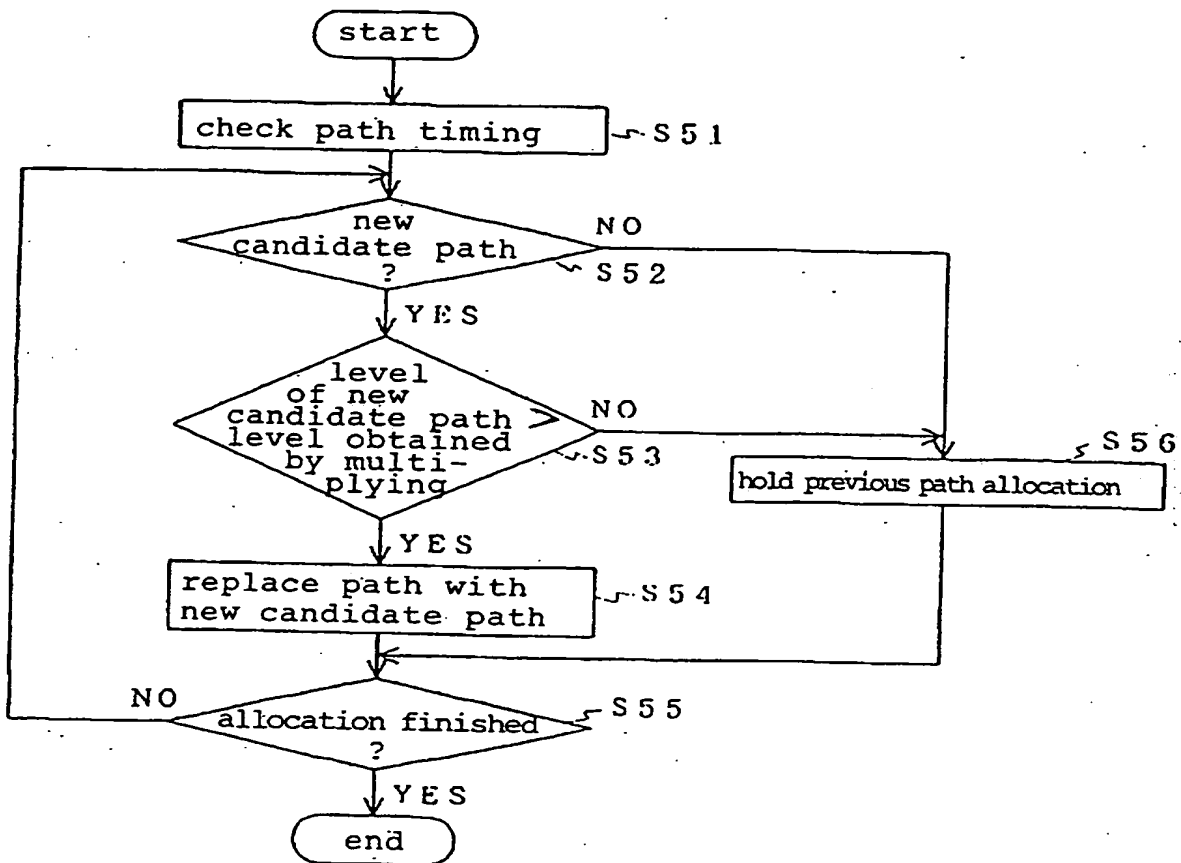 start
check path timing
S51
new
candidate path
?
NO
S52
YES
level
of new
candidate path >
level obtained
by multi-
plying
NO
S53
S56
hold previous path allocation
YES
replace path with
new candidate path
S54
NO
allocation finished
?
S55
YES
end